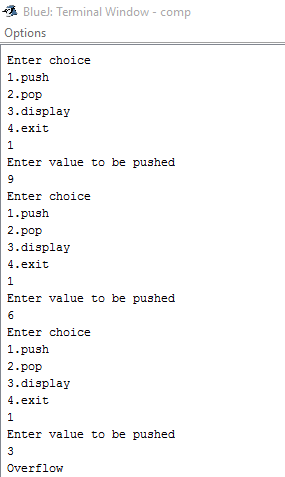 BlueJ: Terminal Window - comp
Options
Enter choice
1.push
2.pop
3.display
4.exit
1
Enter value to be pushed
9
Enter choice
1.push
2.pop
3.display
4.exit
1
Enter value to be pushed
6
Enter choice
1.push
2.pop
3.display
4.exit
1
Enter value to be pushed
3
Overflow